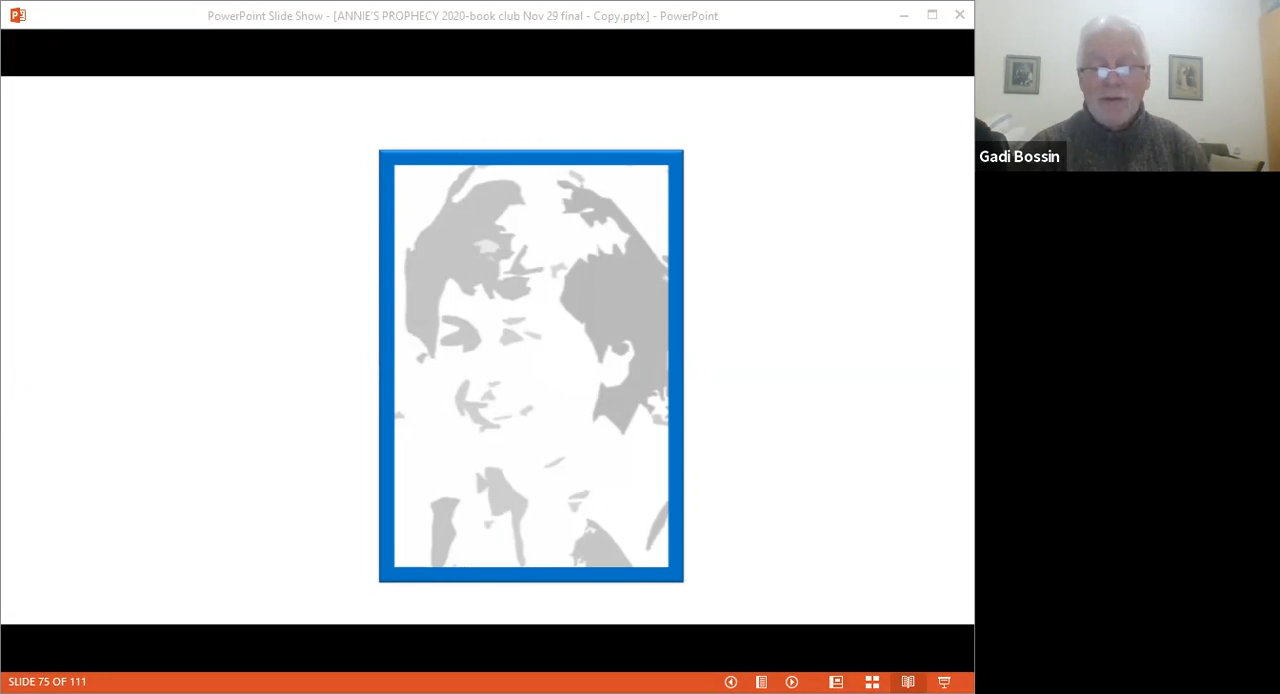 PowerPoint Slide Show - [ANNIE'S PROPHECY 2020-book club Nov 29 final - Copy.pptx] - PowerPoint
Gadi Bossin
SLIDE 75 OF 111